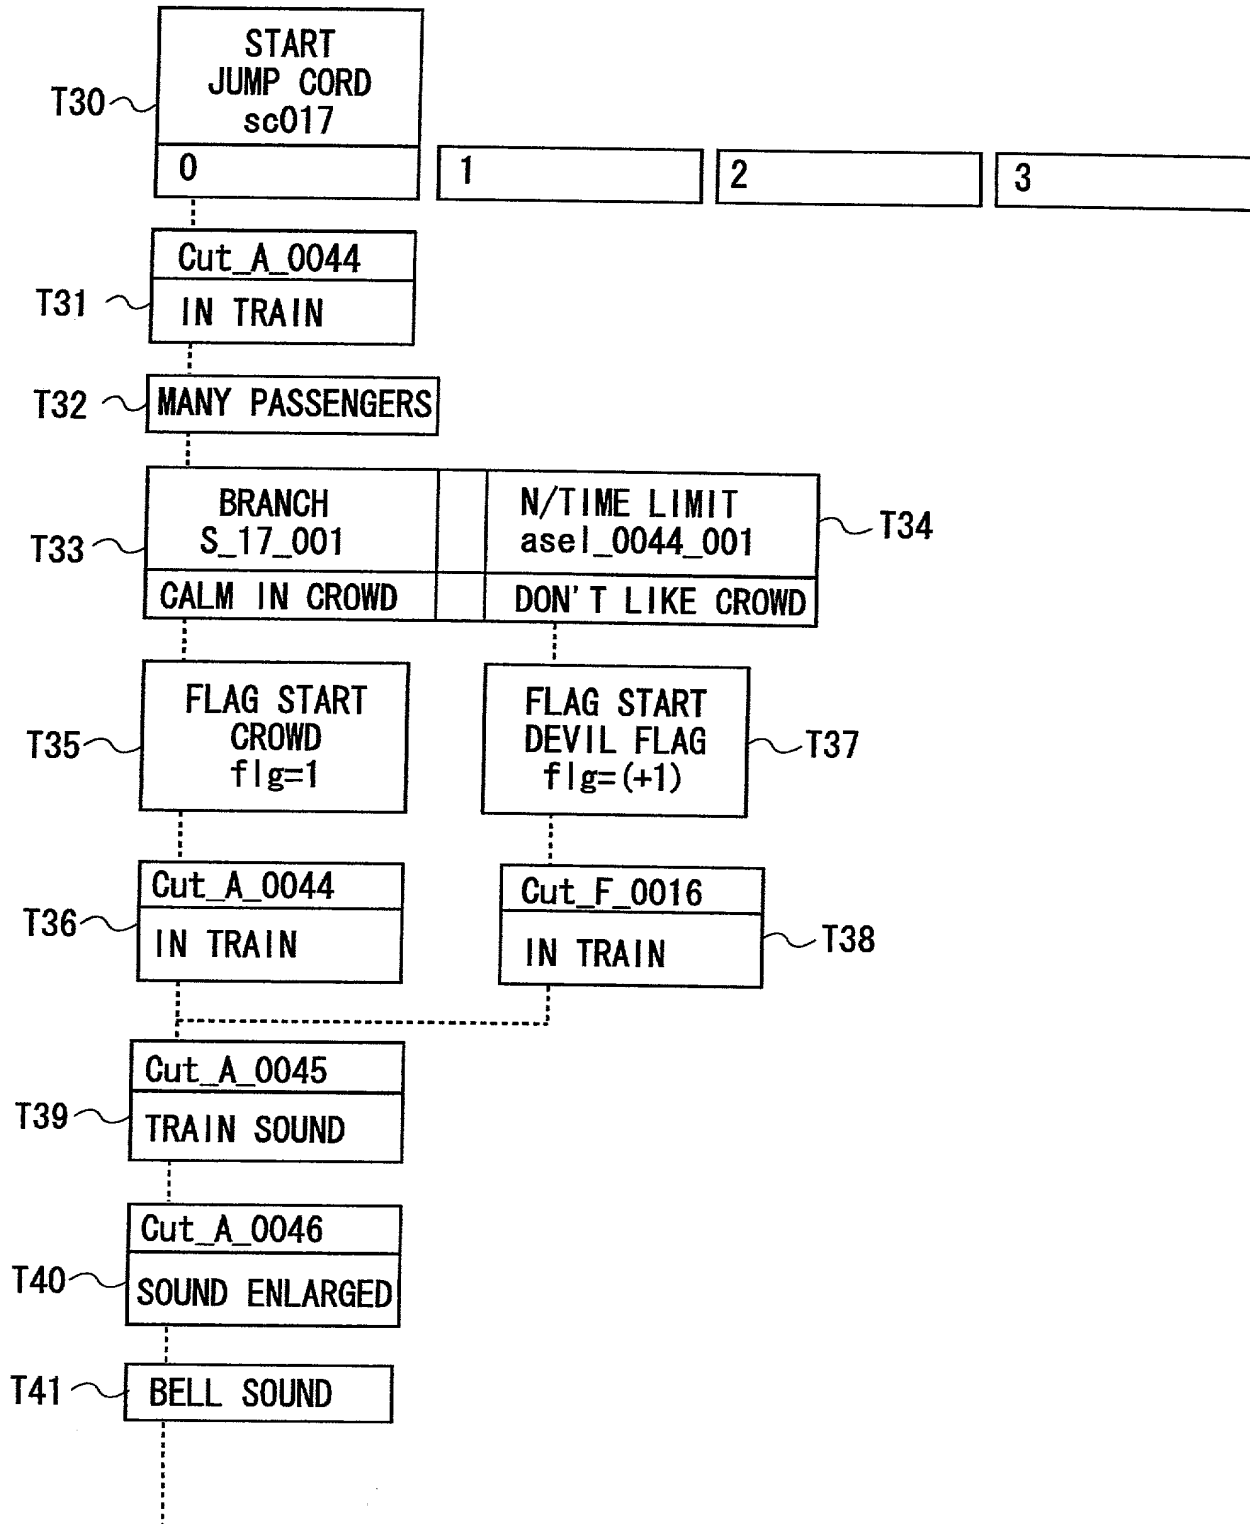 START
JUMP CORD
sc017
T30
0
1
2
3
Cut_A_0044
T31
IN TRAIN
T32
MANY PASSENGERS
BRANCH
S_17_001
T33
N/TIME LIMIT
asel_0044_001
T34
CALM IN CROWD
DON'T LIKE CROWD
FLAG START
CROWD
flg=1
T35
FLAG START
DEVIL FLAG
flg=(+1)
T37
Cut_A_0044
T36
IN TRAIN
Cut_F_0016
IN TRAIN
T38
Cut_A_0045
T39
TRAIN SOUND
Cut_A_0046
T40
SOUND ENLARGED
T41
BELL SOUND